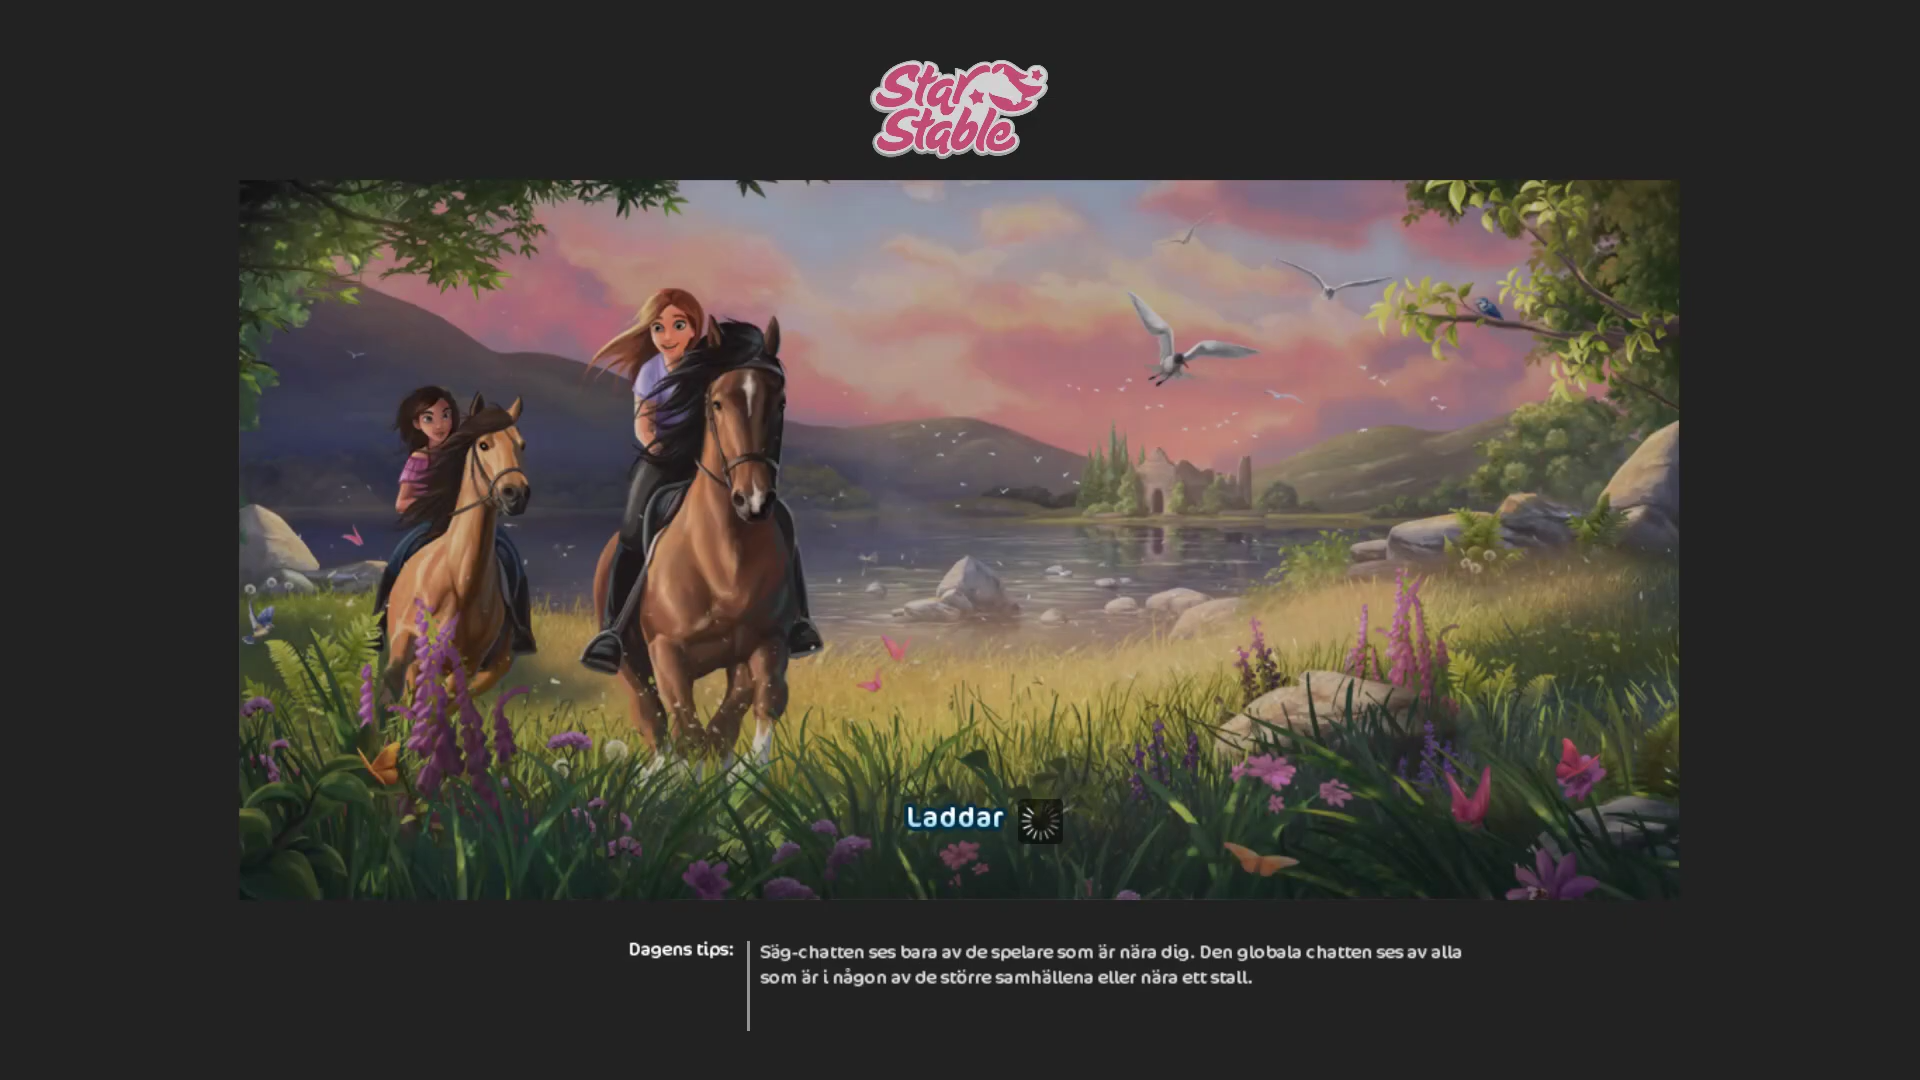 Star
Stable
Laddar
Dagens tips:
Säg-chatten ses bara av de spelare som är nära dig. Den globala chatten ses av alla
som är i någon av de större samhällena eller nära ett stall.